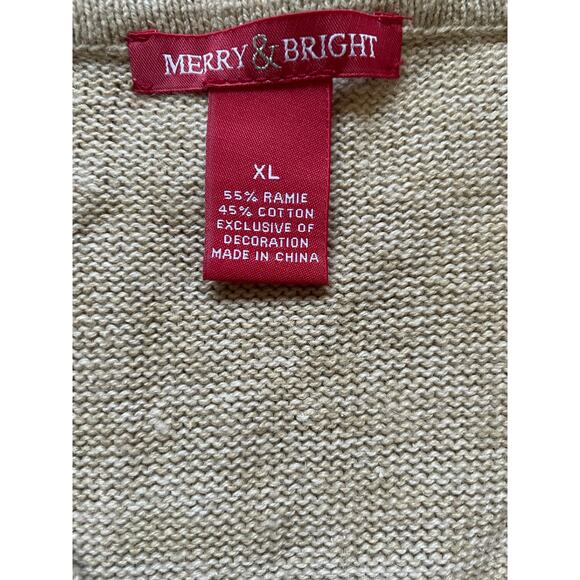 MERRY & BRIGHT
XL
55% RAMIE
45% COTTON
EXCLUSIVE OF
DECORATION
MADE IN CHINA